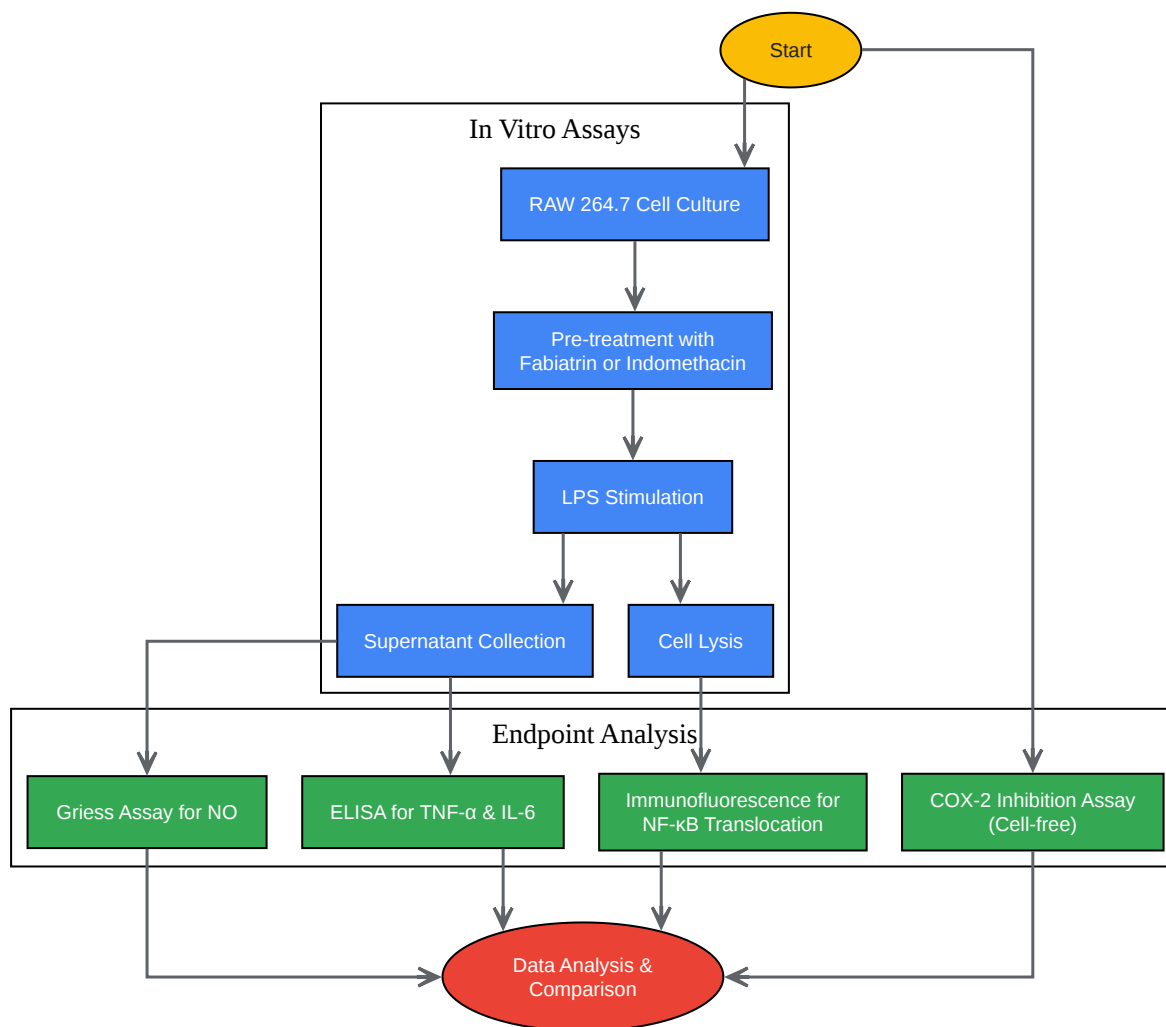 Start
In Vitro Assays
RAW 264.7 Cell Culture
Pre-treatment with
Fabiatrin or Indomethacin
LPS Stimulation
Supernatant Collection
Cell Lysis
Endpoint Analysis
Griess Assay for NO
ELISA for TNF-α & IL-6
Immunofluorescence for
NF-κB Translocation
COX-2 Inhibition Assay
(Cell-free)
Data Analysis &
Comparison